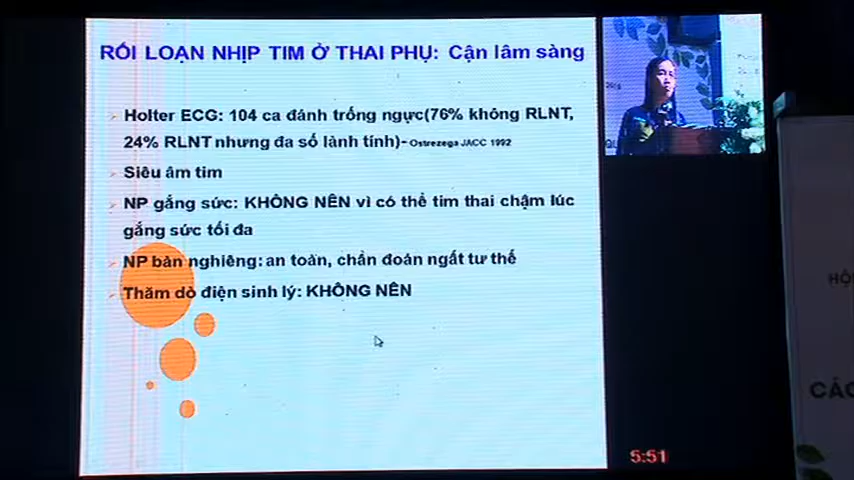 RỐI LOẠN NHỊP TIM Ở THAI PHỤ: Cận lâm sàng
Holter ECG: 104 ca đánh trống ngực(76% không RLNT,
24% RLNT nhưng đa số lành tính)-Ostrezega JACC 1992
Siêu âm tim
NP gắng sức: KHÔNG NÊN vì có thể tim thai chậm lúc
gắng sức tối đa
NP bàn nghiêng: an toàn, chẩn đoán ngất tư thế
Thăm dò điện sinh lý: KHÔNG NÊN
5:51
HỘ
CÁC